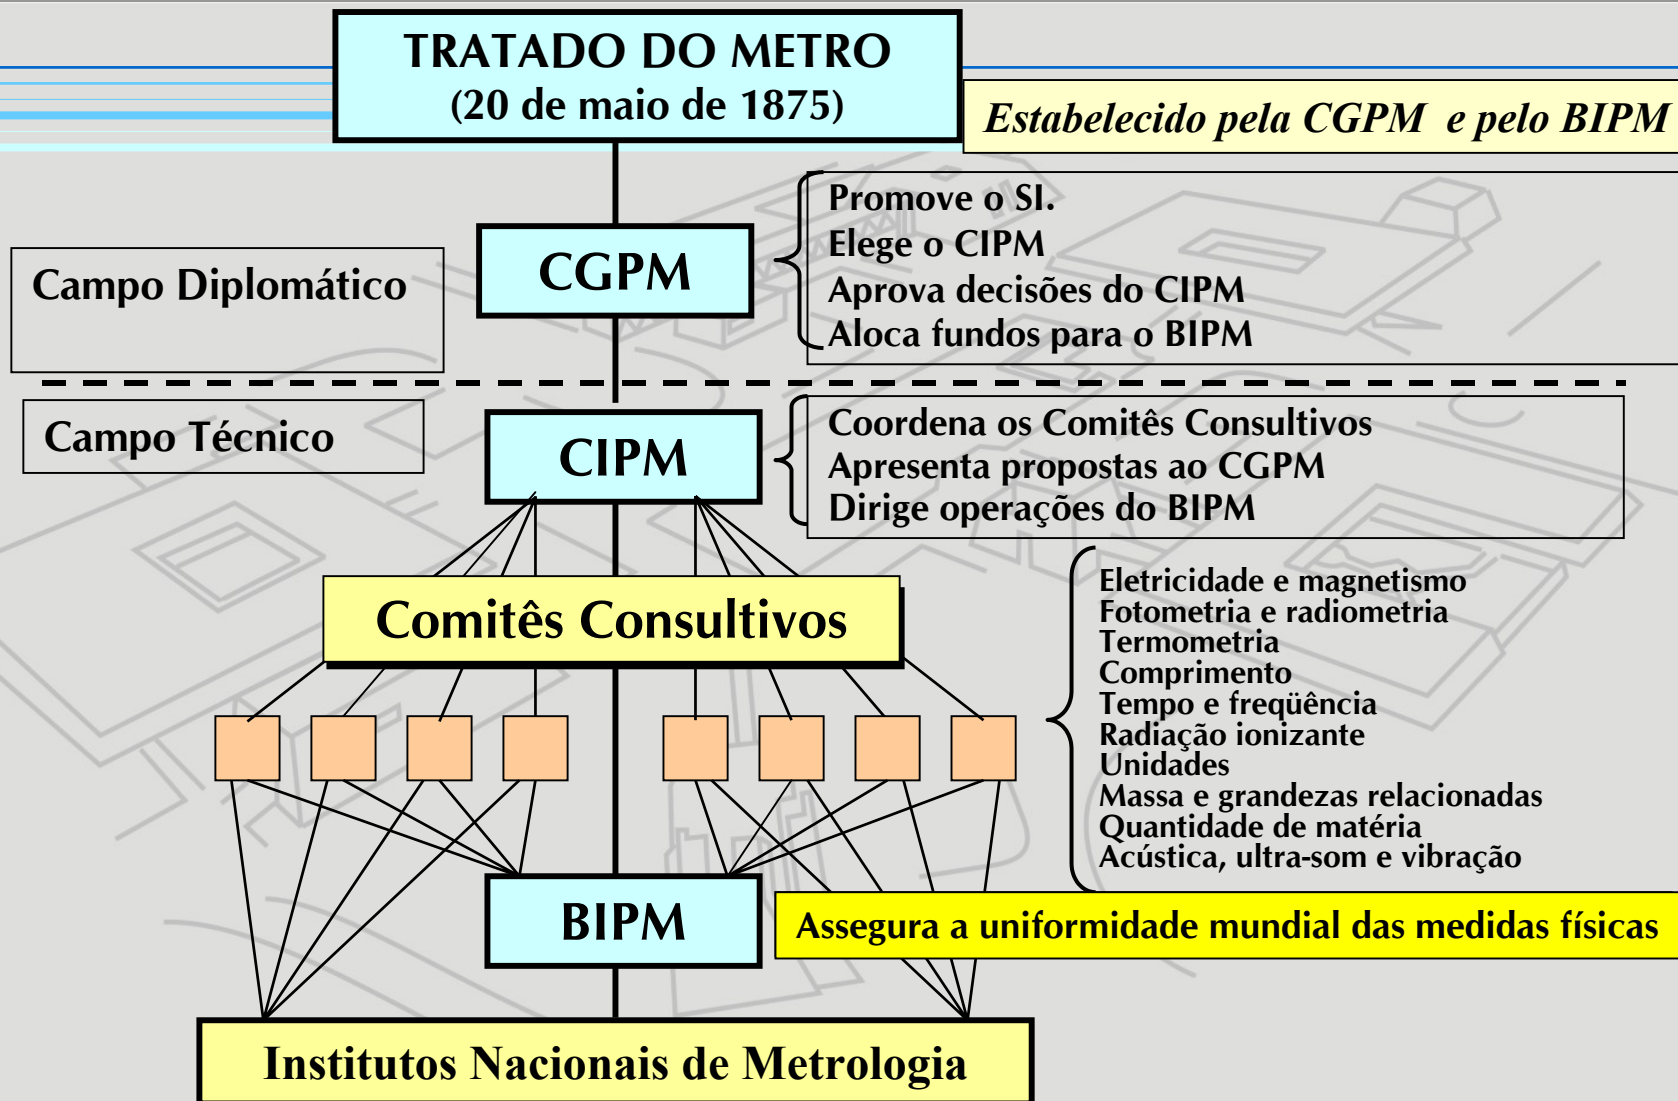 TRATADO DO METRO
(20 de maio de 1875)
Estabelecido pela CGPM e pelo BIPM
Campo Diplomático
CGPM
Promove o SI.
Elege o CIPM
Aprova decisões do CIPM
Aloca fundos para o BIPM
Campo Técnico
CIPM
Coordena os Comitês Consultivos
Apresenta propostas ao CGPM
Dirige operações do BIPM
Comitês Consultivos
Eletricidade e magnetismo
Fotometria e radiometria
Termometria
Comprimento
Tempo e freqüência
Radiação ionizante
Unidades
Massa e grandezas relacionadas
Quantidade de matéria
Acústica, ultra-som e vibração
BIPM
Assegura a uniformidade mundial das medidas físicas
Institutos Nacionais de Metrologia